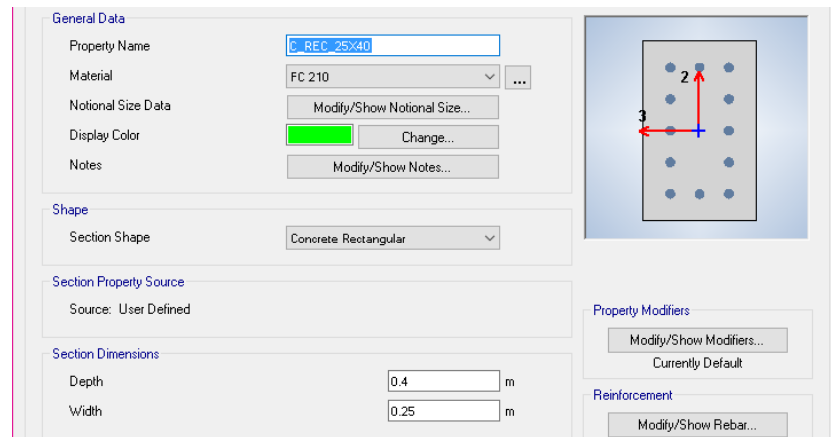 General Data
Property Name C_REC_25X40
Material FC 210 ...
Notional Size Data Modify/Show Notional Size...
Display Color Change...
Notes Modify/Show Notes...
2
3
Shape
Section Shape Concrete Rectangular
Section Property Source
Source: User Defined
Section Dimensions
Depth 0.4 m
Width 0.25 m
Property Modifiers
Modify/Show Modifiers...
Currently Default
Reinforcement
Modify/Show Rebar...